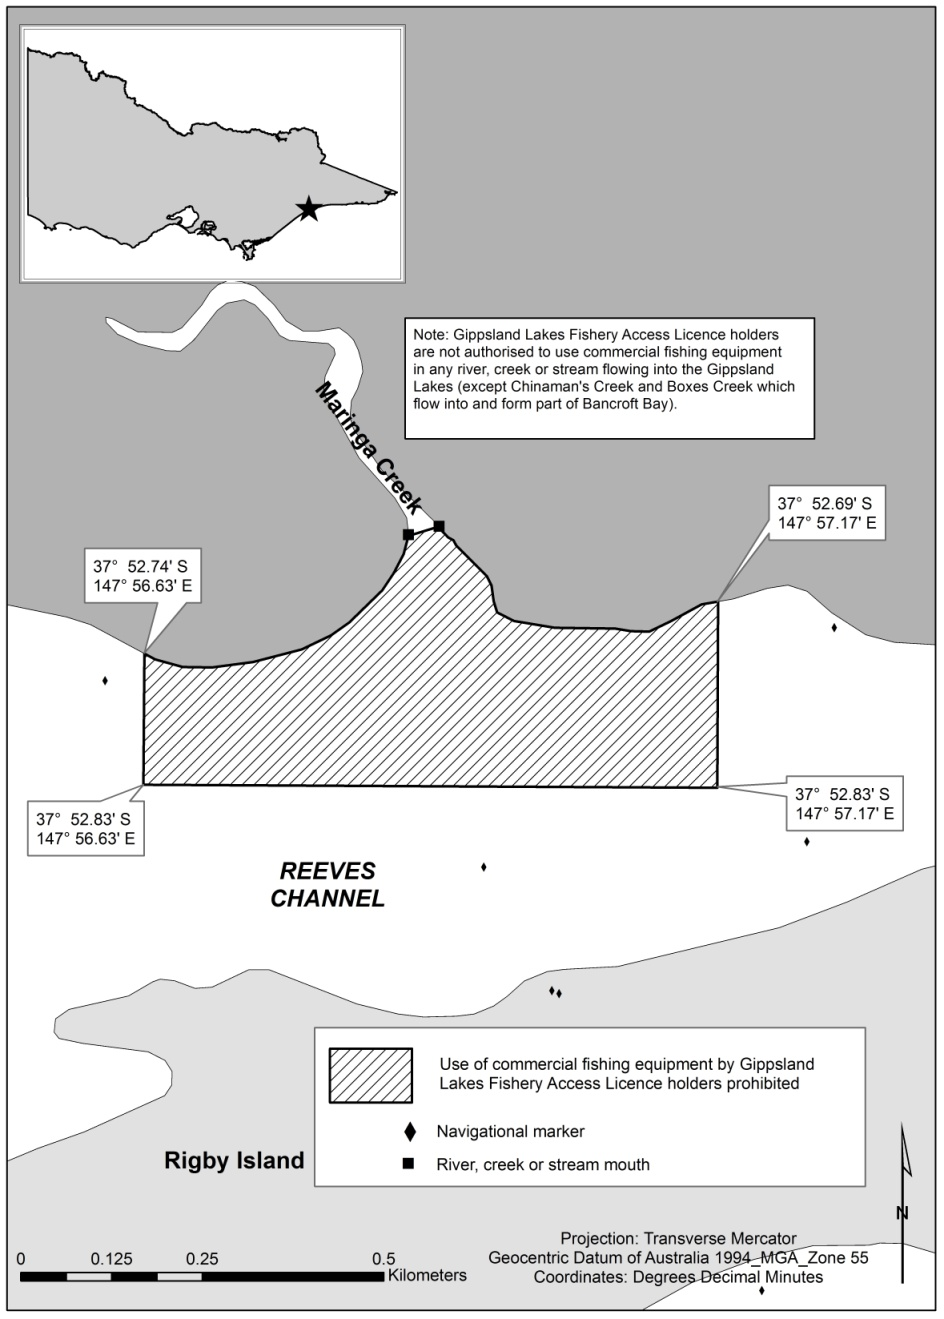 Note: Gippsland Lakes Fishery Access Licence holders
are not authorised to use commercial fishing equipment
in any river, creek or stream flowing into the Gippsland
Lakes (except Chinaman's Creek and Boxes Creek which
flow into and form part of Bancroft Bay).
Maringa Creek
37° 52.69' S
147° 57.17' E
37° 52.74' S
147° 56.63' E
37° 52.83' S
147° 57.17' E
37° 52.83' S
147° 56.63' E
REEVES
CHANNEL
Use of commercial fishing equipment by Gippsland
Lakes Fishery Access Licence holders prohibited
Navigational marker
River, creek or stream mouth
Rigby Island
N
Projection: Transverse Mercator
Geocentric Datum of Australia 1994_MGA_Zone 55
Coordinates: Degrees Decimal Minutes
0 0.125 0.25 0.5
Kilometers